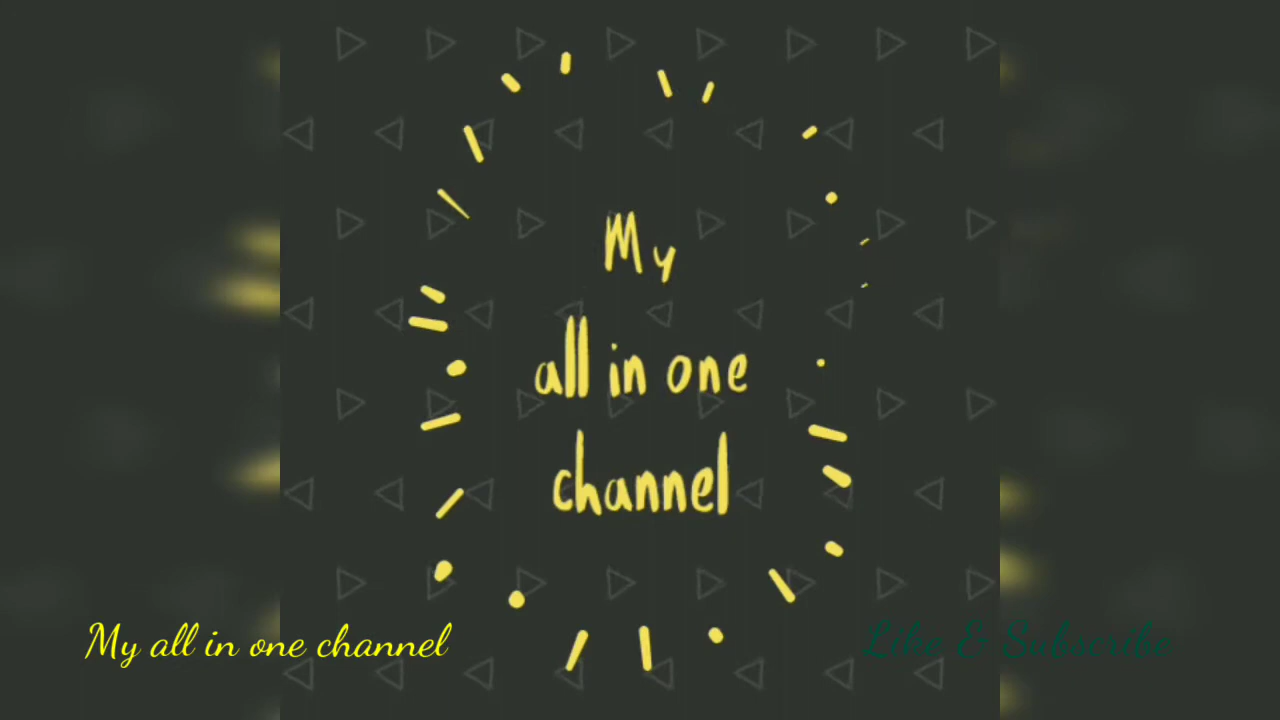 My
all in one
channel
My all in one channel
Like & Subscribe